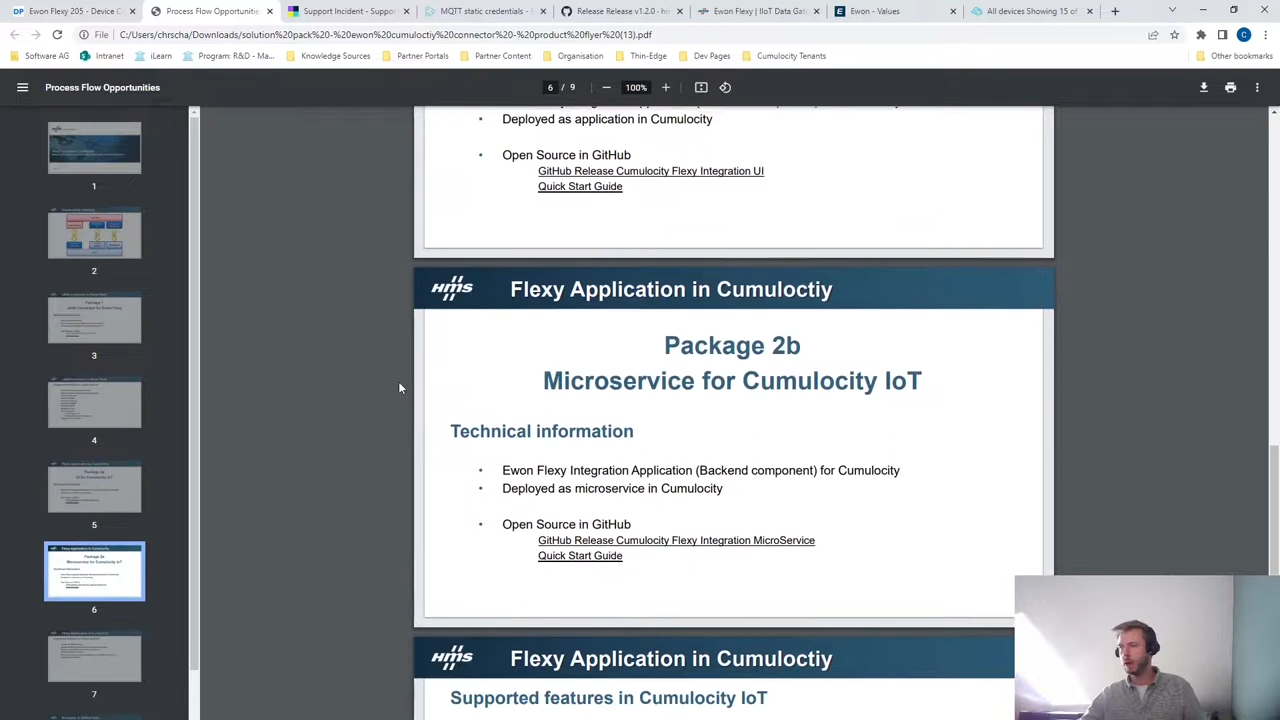 Ewon Flexy 205 - Device C
Process Flow Opportunities
Support Incident - Support
MQTT static credentials -
Release Release v1.2.0 · hm
Ewon Flexy | IIoT Data Gat
Ewon - Values
All devices Showing 15 of
File
C:/Users/chrscha/Downloads/solution%20pack%20-%20ewon%20cumuloctiy%20connector%20-%20product%20flyer%20(13).pdf
C
Software AG
Intranet
iLearn
Program: R&D - Ma...
Knowledge Sources
Partner Portals
Partner Content
Organisation
Thin-Edge
Dev Pages
Cumulocity Tenants
Other bookmarks
Process Flow Opportunities
6 / 9
100%
1
2
3
4
5
6
7
• Deployed as application in Cumulocity
• Open Source in GitHub
GitHub Release Cumulocity Flexy Integration UI
Quick Start Guide
HMS
Flexy Application in Cumuloctiy
Package 2b
Microservice for Cumulocity IoT
Technical information
• Ewon Flexy Integration Application (Backend component) for Cumulocity
• Deployed as microservice in Cumulocity
• Open Source in GitHub
GitHub Release Cumulocity Flexy Integration MicroService
Quick Start Guide
HMS
Flexy Application in Cumuloctiy
Supported features in Cumulocity IoT